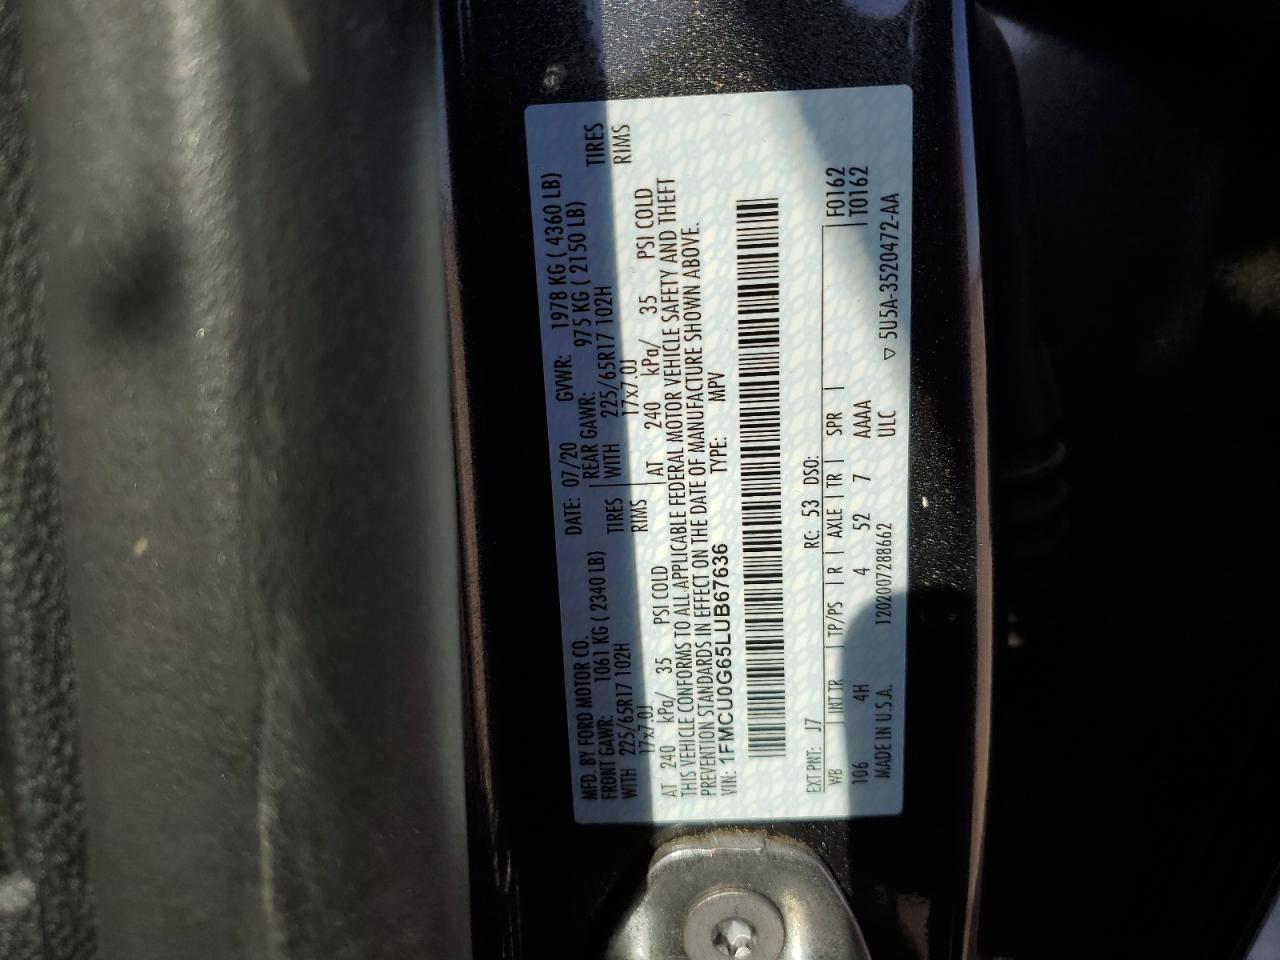 MFD. BY FORD MOTOR CO. DATE: 07/20 GVWR: 1978 KG ( 4360 LB)
FRONT GAWR: 1061 KG ( 2340 LB) REAR GAWR: 975 KG ( 2150 LB)
WITH 225/65R17 102H TIRES WITH 225/65R17 102H TIRES
17x7.0J RIMS 17x7.0J RIMS
AT 240 kPa/ 35 PSI COLD AT 240 kPa/ 35 PSI COLD
THIS VEHICLE CONFORMS TO ALL APPLICABLE FEDERAL MOTOR VEHICLE SAFETY AND THEFT
PREVENTION STANDARDS IN EFFECT ON THE DATE OF MANUFACTURE SHOWN ABOVE.
VIN: 1FMCU0G65LUB67636 TYPE: MPV
EXT PNT: J7 RC: 53 DSO:
WB INT TR TP/PS R AXLE TR SPR F0162
106 4H 4 52 7 AAAA T0162
MADE IN U.S.A. 1202007288662 ULC ▽ 5U5A-3520472-AA